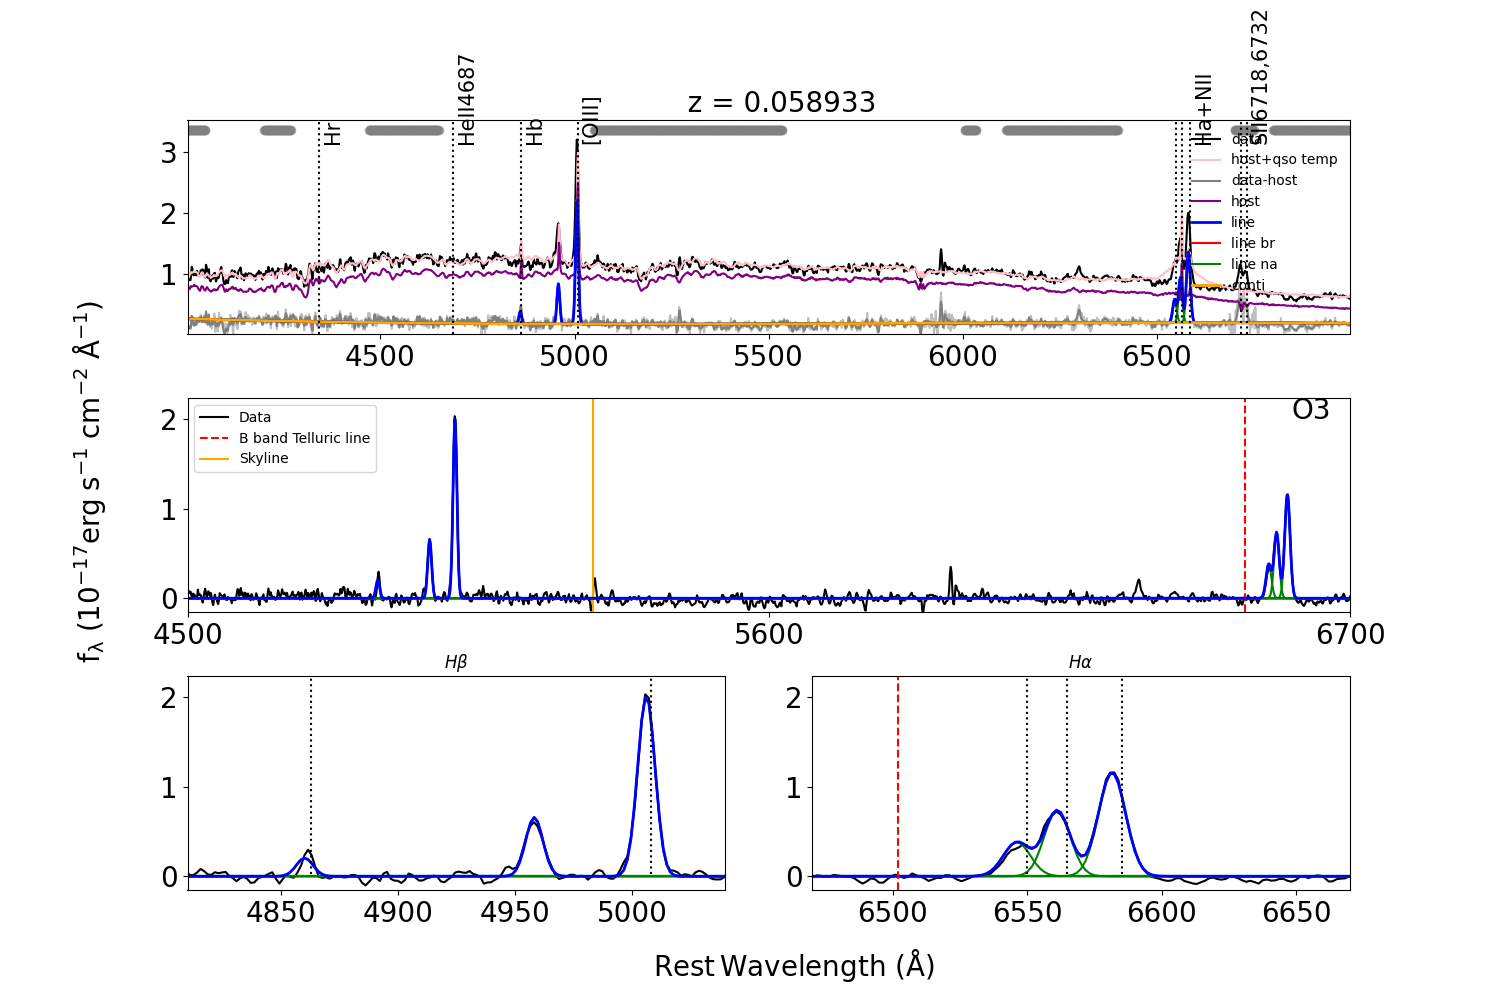 z = 0.058933
Hr
HeII4687
Hb
[OIII]
Ha+NII
SII6718,6732
data
host+qso temp
data-host
host
line
line br
line na
conti
3
2
1
4500 5000 5500 6000 6500
fλ (10−17erg s−1 cm−2 Å−1)
O3
Data
B band Telluric line
Skyline
2
1
0
4500 5600 6700
Hβ
2
1
0
4850 4900 4950 5000
Hα
2
1
0
6500 6550 6600 6650
Rest Wavelength (Å)